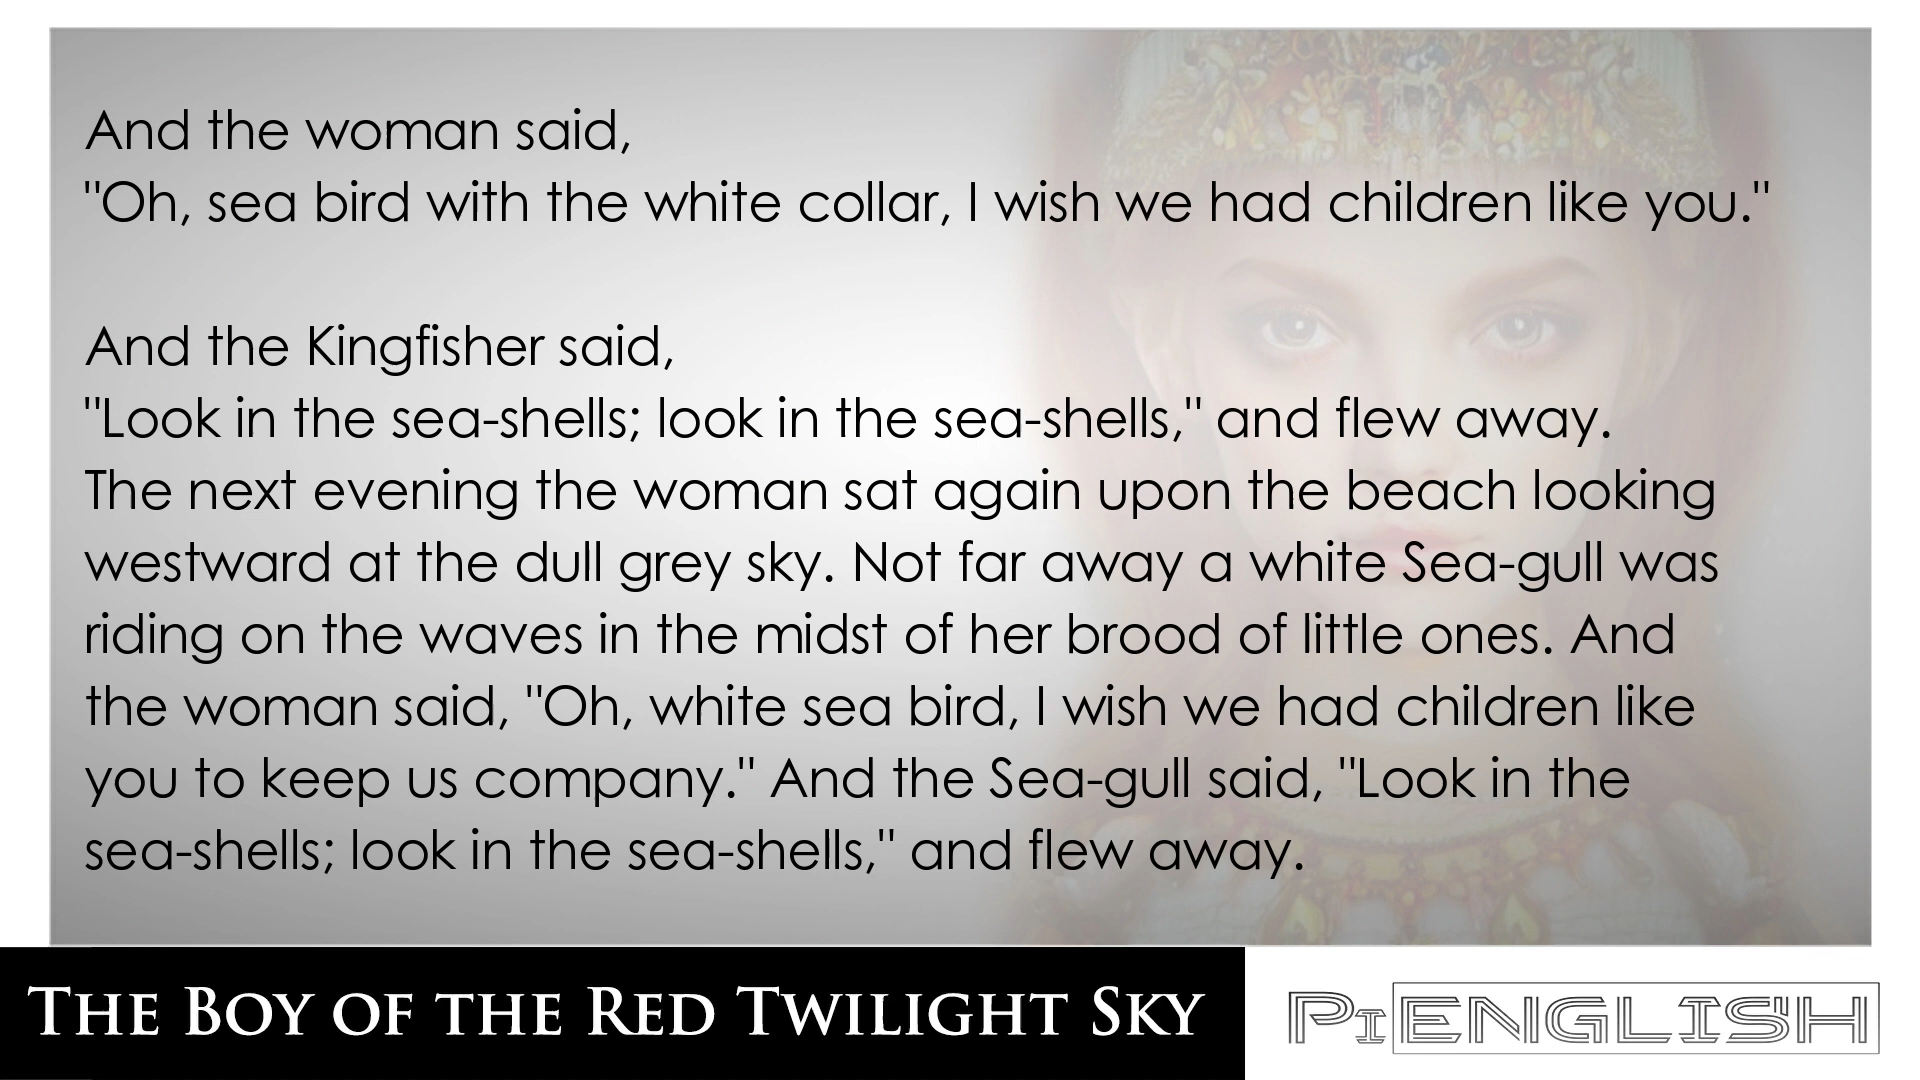 And the woman said,
"Oh, sea bird with the white collar, I wish we had children like you."
And the Kingfisher said,
"Look in the sea-shells; look in the sea-shells," and flew away.
The next evening the woman sat again upon the beach looking
westward at the dull grey sky. Not far away a white Sea-gull was
riding on the waves in the midst of her brood of little ones. And
the woman said, "Oh, white sea bird, I wish we had children like
you to keep us company." And the Sea-gull said, "Look in the
sea-shells; look in the sea-shells," and flew away.
The Boy of the Red Twilight Sky
PiENGLISH